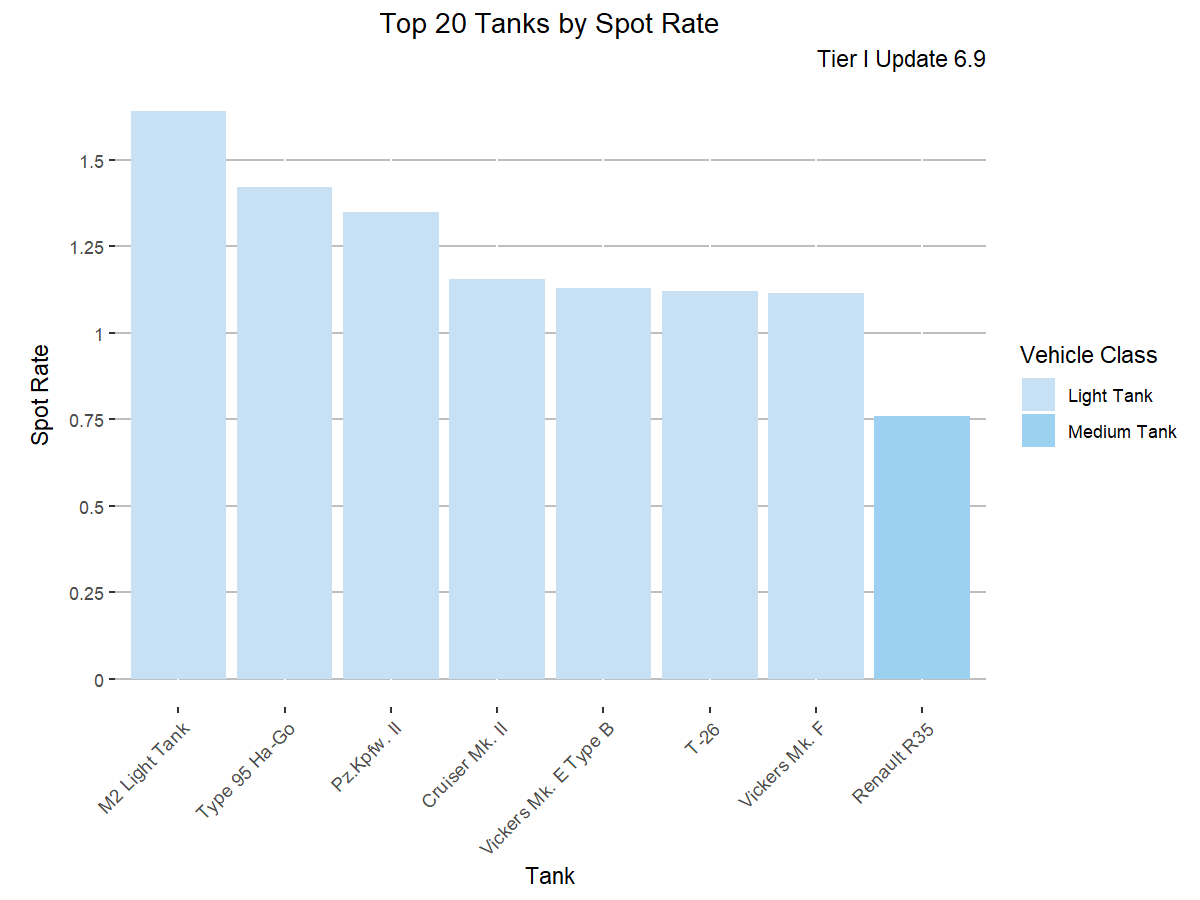 Top 20 Tanks by Spot Rate
Tier I Update 6.9
1.5
1.25
1
0.75
0.5
0.25
0
Spot Rate
M2 Light Tank
Type 95 Ha-Go
Pz.Kpfw. II
Cruiser Mk. II
Vickers Mk. E Type B
T-26
Vickers Mk. F
Renault R35
Tank
Vehicle Class
Light Tank
Medium Tank